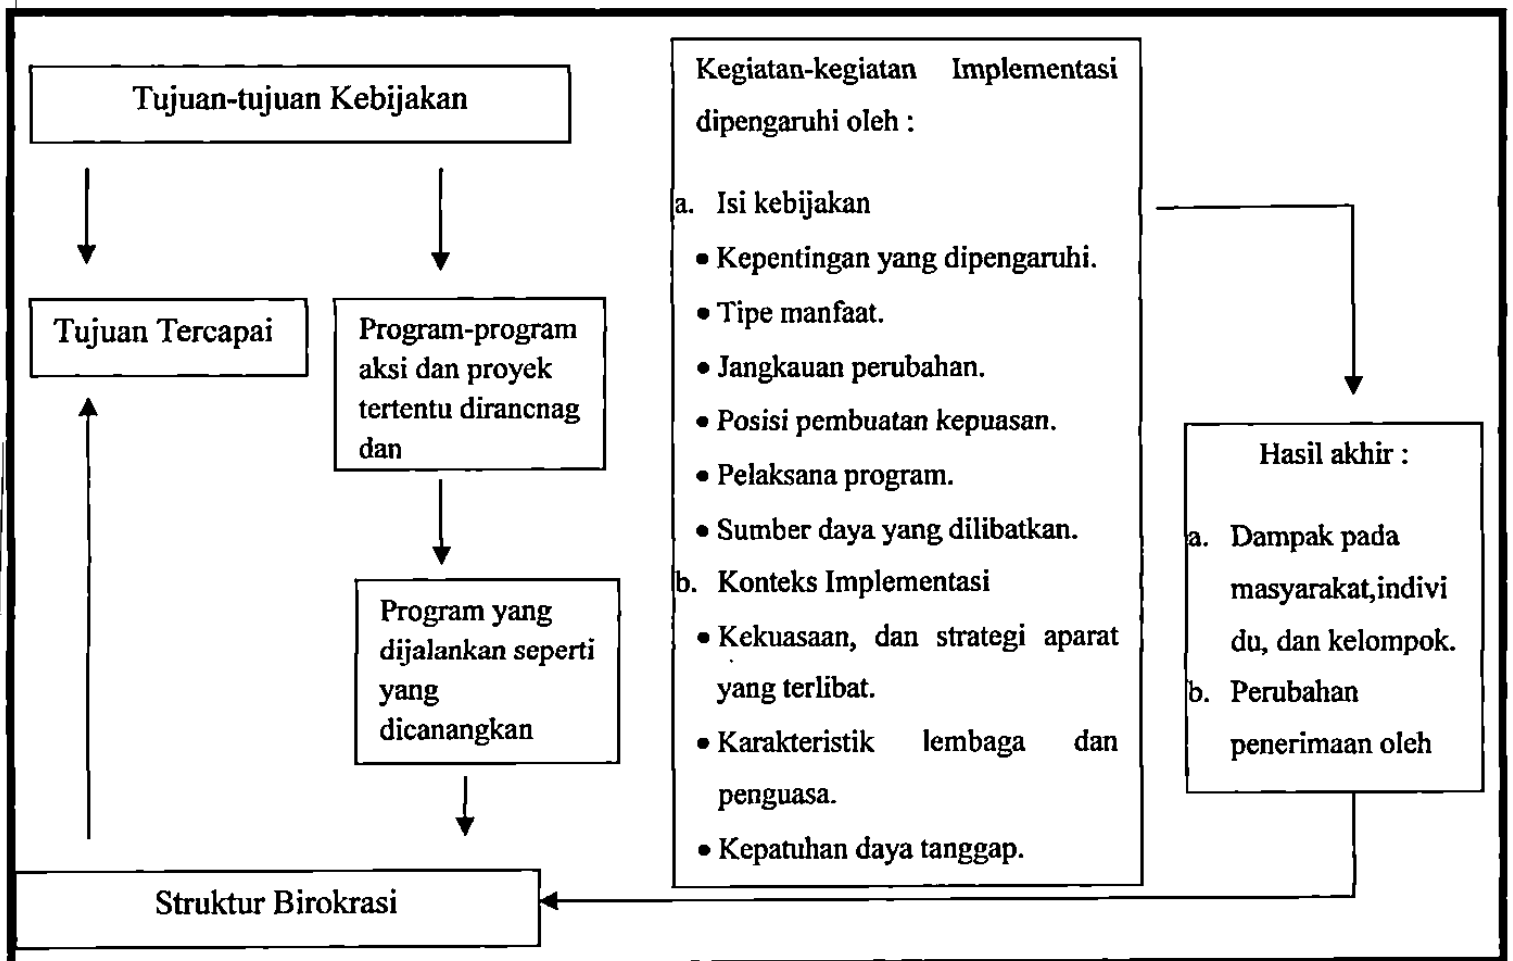 Tujuan-tujuan Kebijakan
Tujuan Tercapai
Program-program
aksi dan proyek
tertentu dirancnag
dan
Program yang
dijalankan seperti
yang
dicanangkan
Struktur Birokrasi
Kegiatan-kegiatan Implementasi
dipengaruhi oleh :
a. Isi kebijakan
• Kepentingan yang dipengaruhi.
• Tipe manfaat.
• Jangkauan perubahan.
• Posisi pembuatan kepuasan.
• Pelaksana program.
• Sumber daya yang dilibatkan.
b. Konteks Implementasi
• Kekuasaan, dan strategi aparat
yang terlibat.
• Karakteristik lembaga dan
penguasa.
• Kepatuhan daya tanggap.
Hasil akhir :
a. Dampak pada
masyarakat,indivi
du, dan kelompok.
b. Perubahan
penerimaan oleh